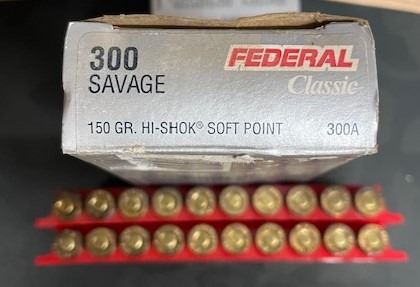 300
SAVAGE
FEDERAL
Classic
150 GR. HI-SHOK® SOFT POINT
300A